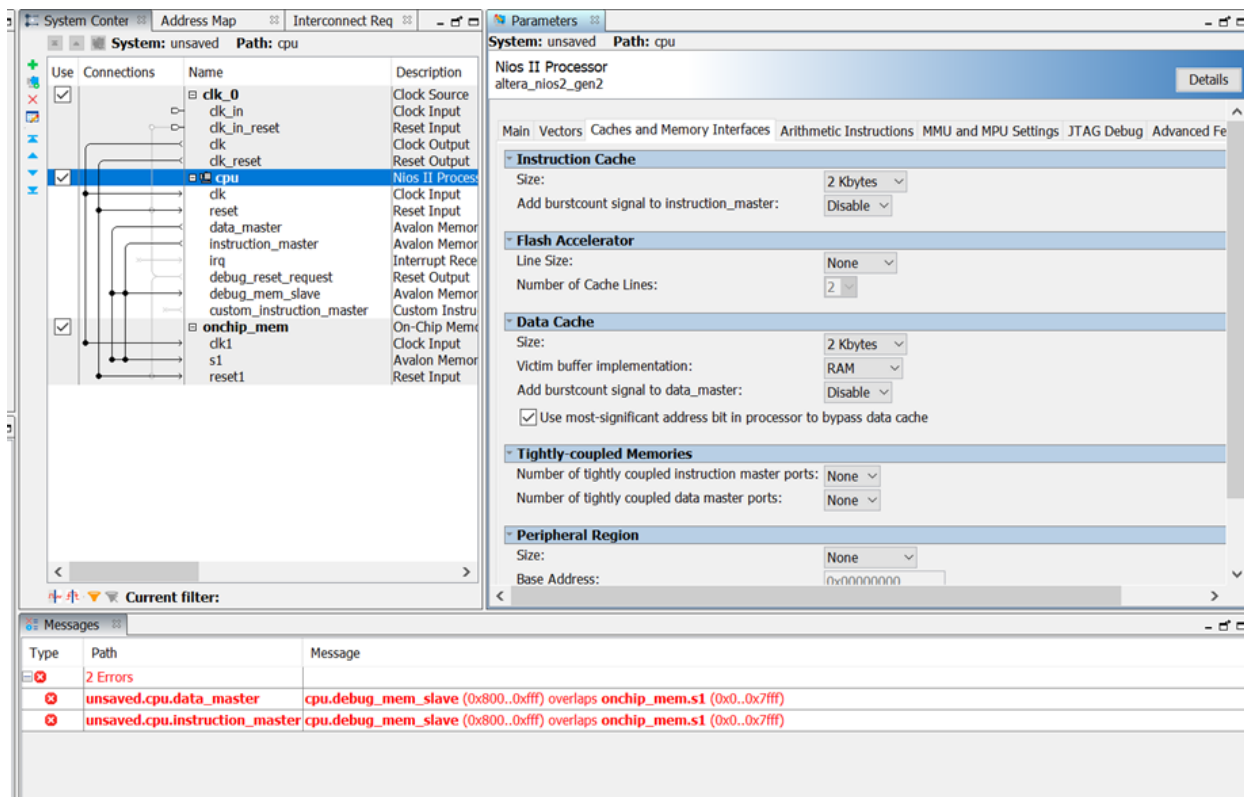 System Conter Address Map Interconnect Req
System: unsaved Path: cpu
Use Connections Name Description
clk_0 Clock Source
clk_in Clock Input
clk_in_reset Reset Input
clk Clock Output
clk_reset Reset Output
cpu Nios II Process
clk Clock Input
reset Reset Input
data_master Avalon Memor
instruction_master Avalon Memor
irq Interrupt Rece
debug_reset_request Reset Output
debug_mem_slave Avalon Memor
custom_instruction_master Custom Instru
onchip_mem On-Chip Memo
clk1 Clock Input
s1 Avalon Memor
reset1 Reset Input
Current filter:
Parameters
System: unsaved Path: cpu
Nios II Processor
altera_nios2_gen2
Details
Main Vectors Caches and Memory Interfaces Arithmetic Instructions MMU and MPU Settings JTAG Debug Advanced Fe
Instruction Cache
Size: 2 Kbytes
Add burstcount signal to instruction_master: Disable
Flash Accelerator
Line Size: None
Number of Cache Lines: 2
Data Cache
Size: 2 Kbytes
Victim buffer implementation: RAM
Add burstcount signal to data_master: Disable
Use most-significant address bit in processor to bypass data cache
Tightly-coupled Memories
Number of tightly coupled instruction master ports: None
Number of tightly coupled data master ports: None
Peripheral Region
Size: None
Base Address: 0x00000000
Messages
Type Path Message
2 Errors
unsaved.cpu.data_master cpu.debug_mem_slave (0x800..0xfff) overlaps onchip_mem.s1 (0x0..0x7fff)
unsaved.cpu.instruction_master cpu.debug_mem_slave (0x800..0xfff) overlaps onchip_mem.s1 (0x0..0x7fff)